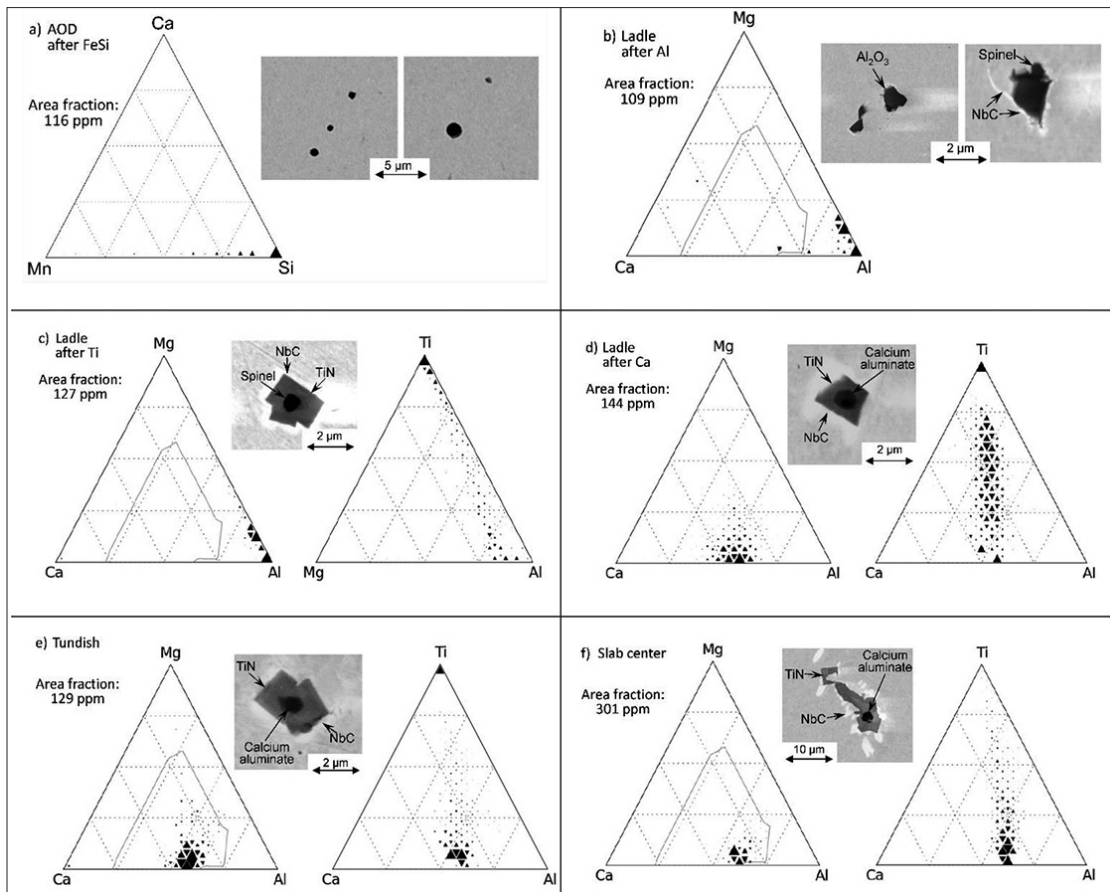 a) AOD
after FeSi
Area fraction:
116 ppm
Ca
Mn
Si
5 µm
b) Ladle
after Al
Area fraction:
109 ppm
Mg
Ca
Al
Al2O3
Spinel
NbC
2 µm
c) Ladle
after Ti
Area fraction:
127 ppm
Mg
Ca
Al
NbC
Spinel
TiN
2 µm
Ti
Mg
Al
d) Ladle
after Ca
Area fraction:
144 ppm
Mg
Ca
Al
TiN
Calcium
aluminate
NbC
2 µm
Ti
Ca
Al
e) Tundish
Area fraction:
129 ppm
Mg
Ca
Al
TiN
Calcium
aluminate
NbC
2 µm
Ti
Ca
Al
f) Slab center
Area fraction:
301 ppm
Mg
Ca
Al
TiN
Calcium
aluminate
NbC
10 µm
Ti
Ca
Al